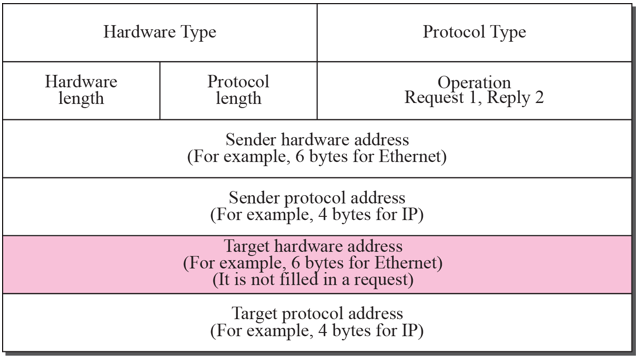 Hardware Type
Protocol Type
Hardware
length
Protocol
length
Operation
Request 1, Reply 2
Sender hardware address
(For example, 6 bytes for Ethernet)
Sender protocol address
(For example, 4 bytes for IP)
Target hardware address
(For example, 6 bytes for Ethernet)
(It is not filled in a request)
Target protocol address
(For example, 4 bytes for IP)